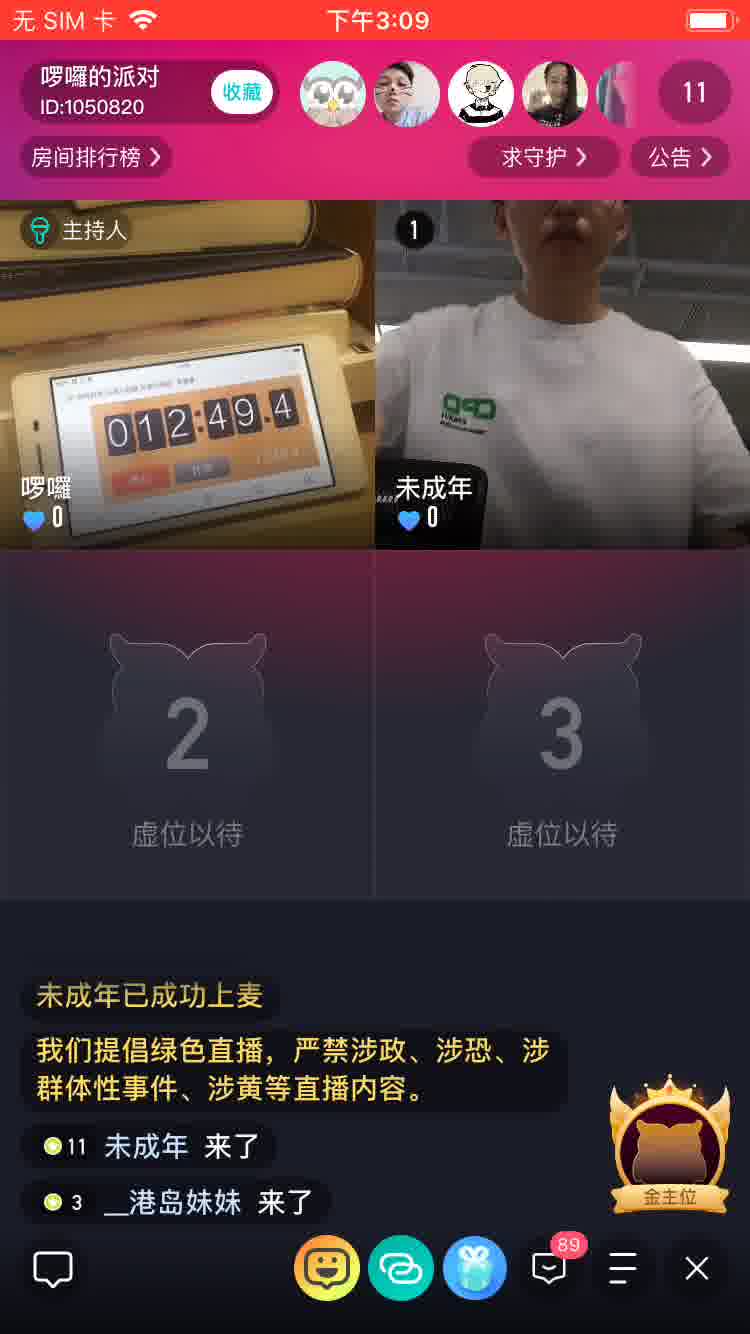 无 SIM 卡
下午3:09
啰囉的派对
ID:1050820
收藏
11
房间排行榜
求守护
公告
主持人
1
012:49.4
啰囉
0
未成年
0
2
3
虚位以待
虚位以待
未成年已成功上麦
我们提倡绿色直播，严禁涉政、涉恐、涉
群体性事件、涉黄等直播内容。
11 未成年 来了
3 __港岛妹妹 来了
金主位
89